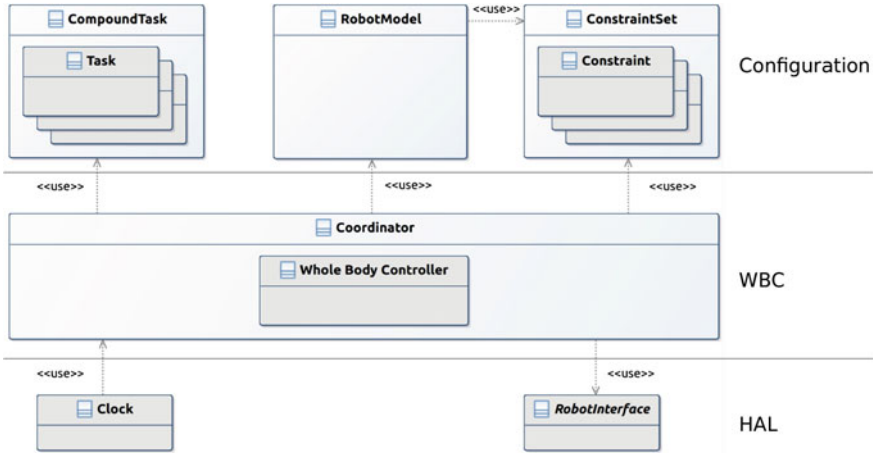 CompoundTask
RobotModel
<<use>>
ConstraintSet
Task
Constraint
Configuration
<<use>>
<<use>>
<<use>>
Coordinator
Whole Body Controller
WBC
<<use>>
<<use>>
Clock
RobotInterface
HAL